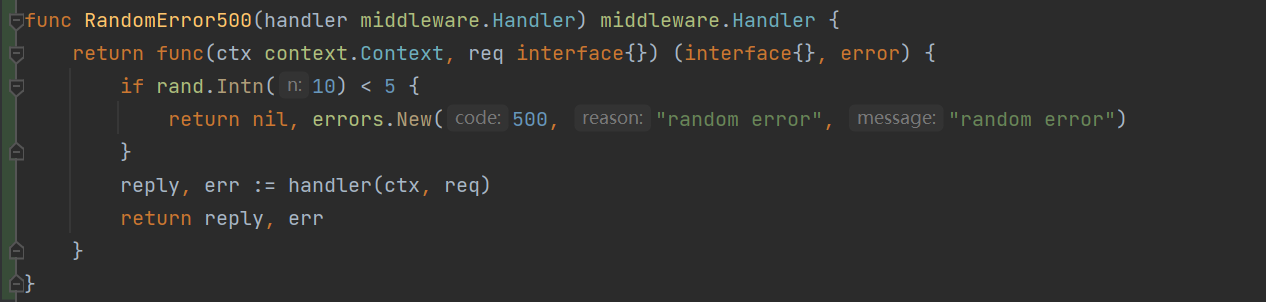 func RandomError500(handler middleware.Handler) middleware.Handler {
    return func(ctx context.Context, req interface{}) (interface{}, error) {
        if rand.Intn( n: 10) < 5 {
            return nil, errors.New( code: 500, reason: "random error", message: "random error")
        }
        reply, err := handler(ctx, req)
        return reply, err
    }
}